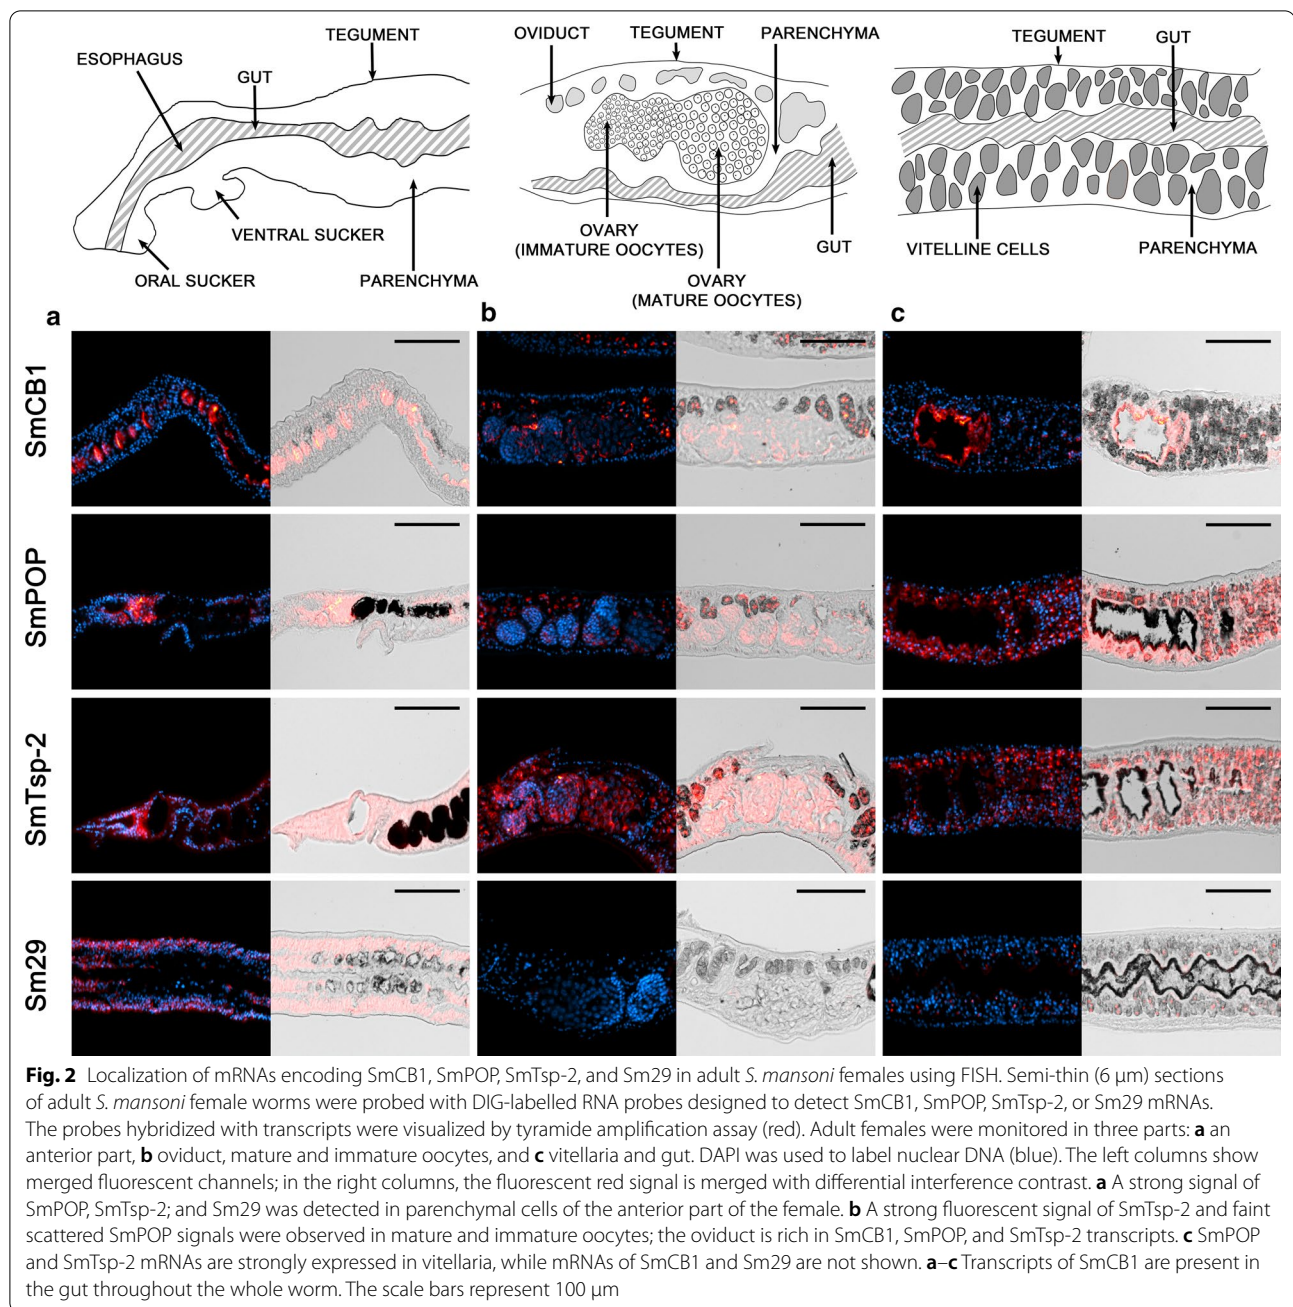 TEGUMENT
ESOPHAGUS
GUT
VENTRAL SUCKER
ORAL SUCKER
PARENCHYMA
OVIDUCT
TEGUMENT
PARENCHYMA
OVARY
(IMMATURE OOCYTES)
GUT
OVARY
(MATURE OOCYTES)
TEGUMENT
GUT
VITELLINE CELLS
PARENCHYMA
a
b
c
SmCB1
SmPOP
SmTsp-2
Sm29
Fig. 2 Localization of mRNAs encoding SmCB1, SmPOP, SmTsp-2, and Sm29 in adult S. mansoni females using FISH. Semi-thin (6 μm) sections
of adult S. mansoni female worms were probed with DIG-labelled RNA probes designed to detect SmCB1, SmPOP, SmTsp-2, or Sm29 mRNAs.
The probes hybridized with transcripts were visualized by tyramide amplification assay (red). Adult females were monitored in three parts: a an
anterior part, b oviduct, mature and immature oocytes, and c vitellaria and gut. DAPI was used to label nuclear DNA (blue). The left columns show
merged fluorescent channels; in the right columns, the fluorescent red signal is merged with differential interference contrast. a A strong signal of
SmPOP, SmTsp-2; and Sm29 was detected in parenchymal cells of the anterior part of the female. b A strong fluorescent signal of SmTsp-2 and faint
scattered SmPOP signals were observed in mature and immature oocytes; the oviduct is rich in SmCB1, SmPOP, and SmTsp-2 transcripts. c SmPOP
and SmTsp-2 mRNAs are strongly expressed in vitellaria, while mRNAs of SmCB1 and Sm29 are not shown. a–c Transcripts of SmCB1 are present in
the gut throughout the whole worm. The scale bars represent 100 μm